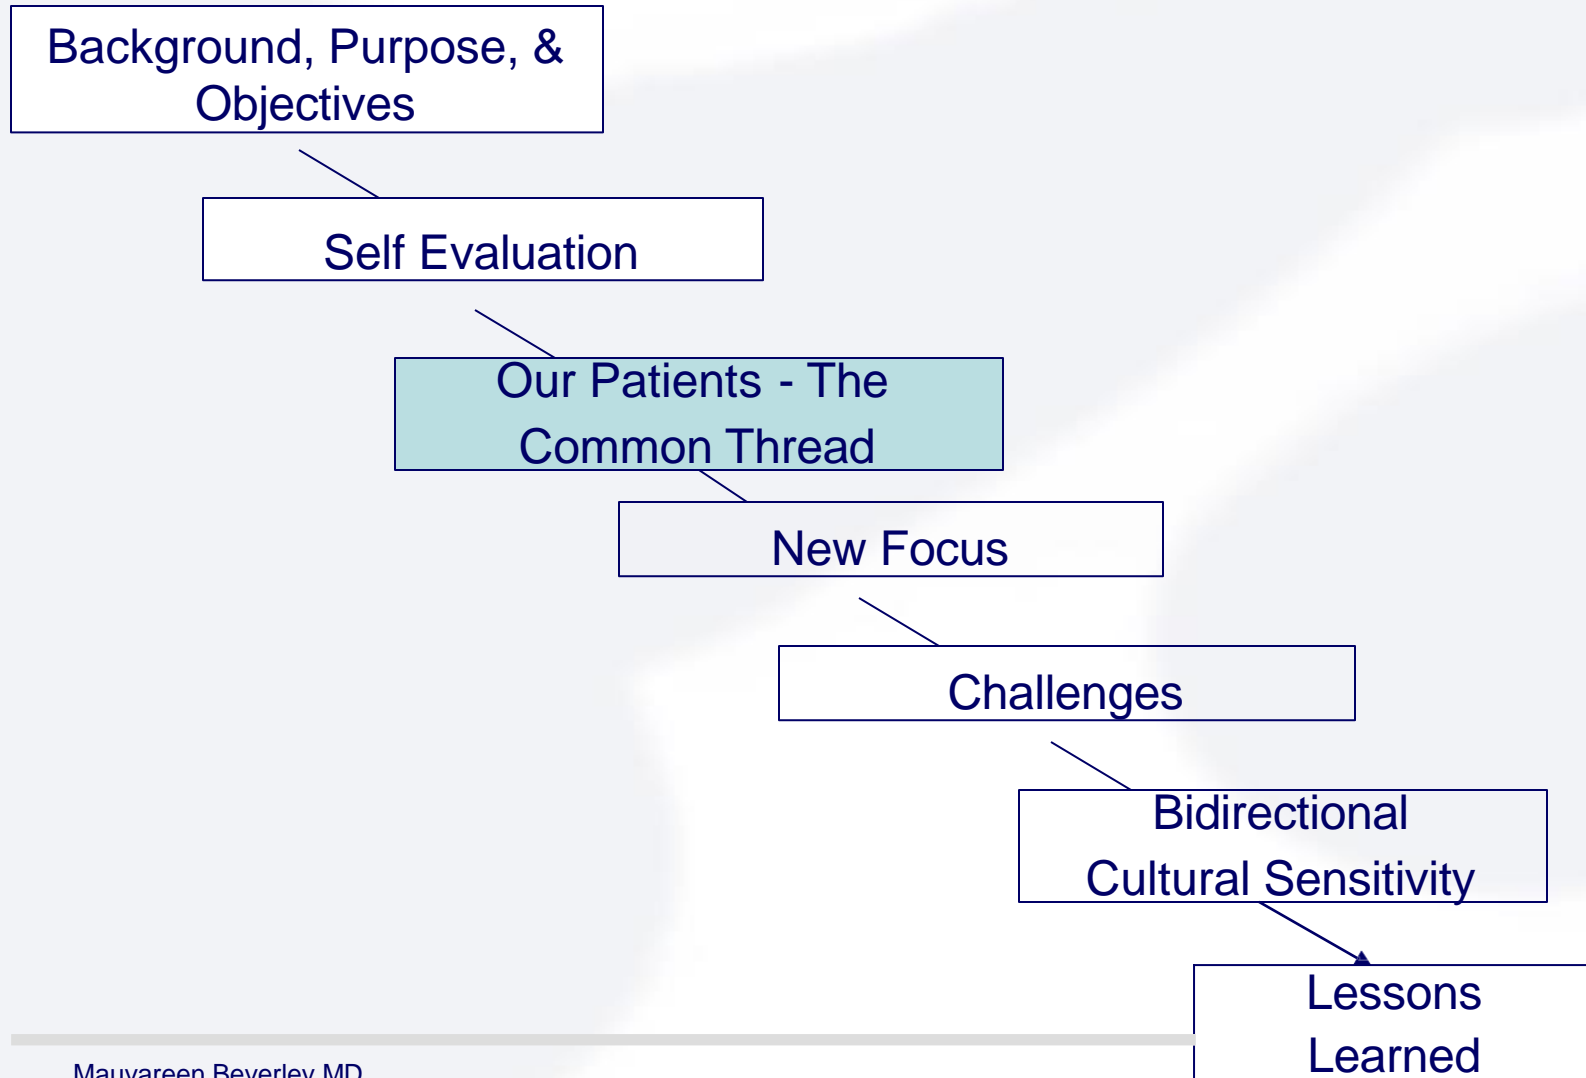 Background, Purpose, &
Objectives
Self Evaluation
Our Patients - The
Common Thread
New Focus
Challenges
Bidirectional
Cultural Sensitivity
Lessons
Learned
Mauvareen Beverley MD